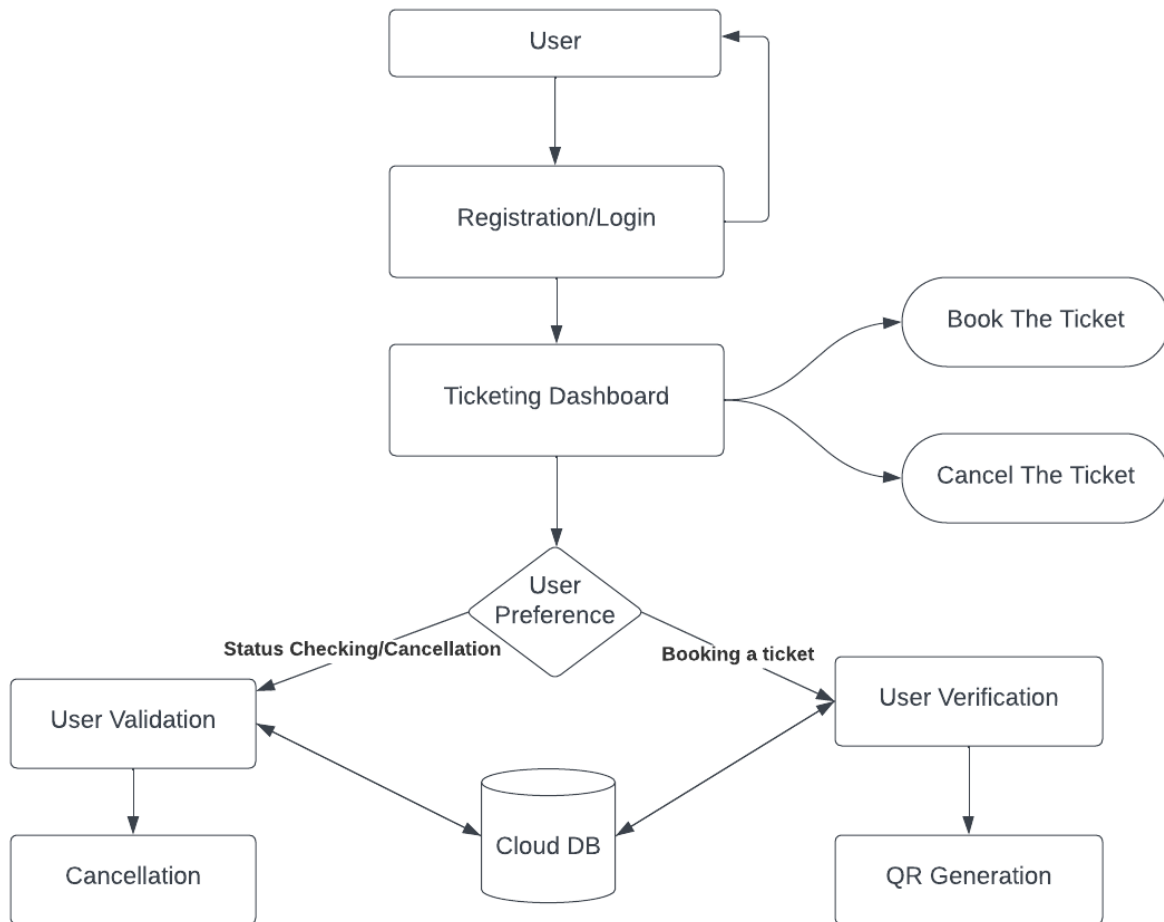 User
Registration/Login
Book The Ticket
Ticketing Dashboard
Cancel The Ticket
User
Preference
Status Checking/Cancellation
Booking a ticket
User Validation
User Verification
Cloud DB
Cancellation
QR Generation